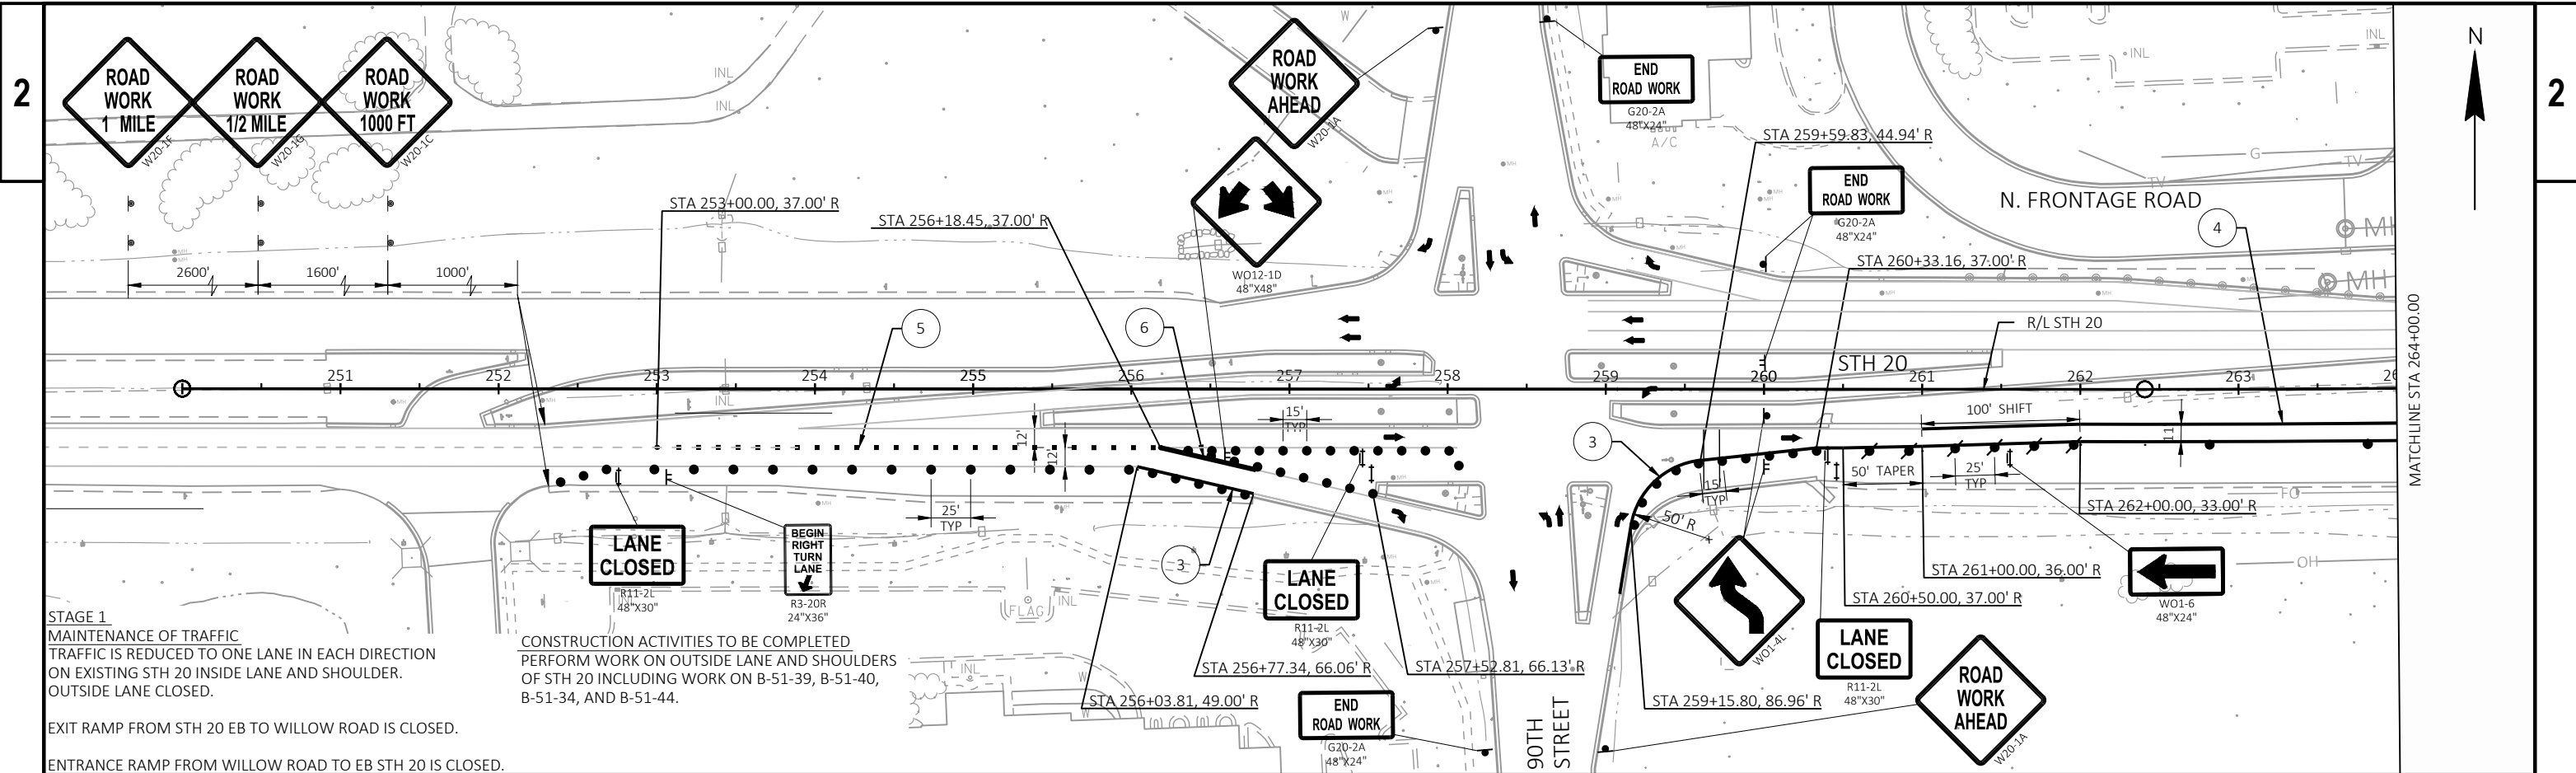 2
2
ROAD
WORK
1 MILE
W20-1F
ROAD
WORK
1/2 MILE
W20-1G
ROAD
WORK
1000 FT
W20-1C
2600'
1600'
1000'
INL
INL
W
ROAD
WORK
AHEAD
W20-1A
WO12-1D
48"X48"
END
ROAD WORK
G20-2A
48"X24"
A/C
STA 259+59.83, 44.94' R
END
ROAD WORK
G20-2A
48"X24"
STA 260+33.16, 37.00' R
N. FRONTAGE ROAD
4
INL
INL
G
TV
TV
MH
N
STA 253+00.00, 37.00' R
STA 256+18.45, 37.00' R
5
6
R/L STH 20
STH 20
MATCHLINE STA 264+00.00
251
252
253
254
255
256
257
258
259
260
261
262
263
INL
12'
12'
15'
TYP
100' SHIFT
11
3
15'
TYP
50' TAPER
25'
TYP
50' R
25'
TYP
FO
OH
LANE
CLOSED
R11-2L
48"X30"
BEGIN
RIGHT
TURN
LANE
R3-20R
24"X36"
3
FLAG
INL
INL
INL
W
W
LANE
CLOSED
R11-2L
48"X30"
STA 256+77.34, 66.06' R
STA 256+03.81, 49.00' R
STA 257+52.81, 66.13' R
END
ROAD WORK
G20-2A
48"X24"
90TH
STREET
STA 259+15.80, 86.96' R
WO1-4L
LANE
CLOSED
R11-2L
48"X30"
ROAD
WORK
AHEAD
W20-1A
STA 260+50.00, 37.00' R
STA 261+00.00, 36.00' R
STA 262+00.00, 33.00' R
WO1-6
48"X24"
STAGE 1
MAINTENANCE OF TRAFFIC
TRAFFIC IS REDUCED TO ONE LANE IN EACH DIRECTION
ON EXISTING STH 20 INSIDE LANE AND SHOULDER.
OUTSIDE LANE CLOSED.
EXIT RAMP FROM STH 20 EB TO WILLOW ROAD IS CLOSED.
ENTRANCE RAMP FROM WILLOW ROAD TO EB STH 20 IS CLOSED.
CONSTRUCTION ACTIVITIES TO BE COMPLETED
PERFORM WORK ON OUTSIDE LANE AND SHOULDERS
OF STH 20 INCLUDING WORK ON B-51-39, B-51-40,
B-51-34, AND B-51-44.